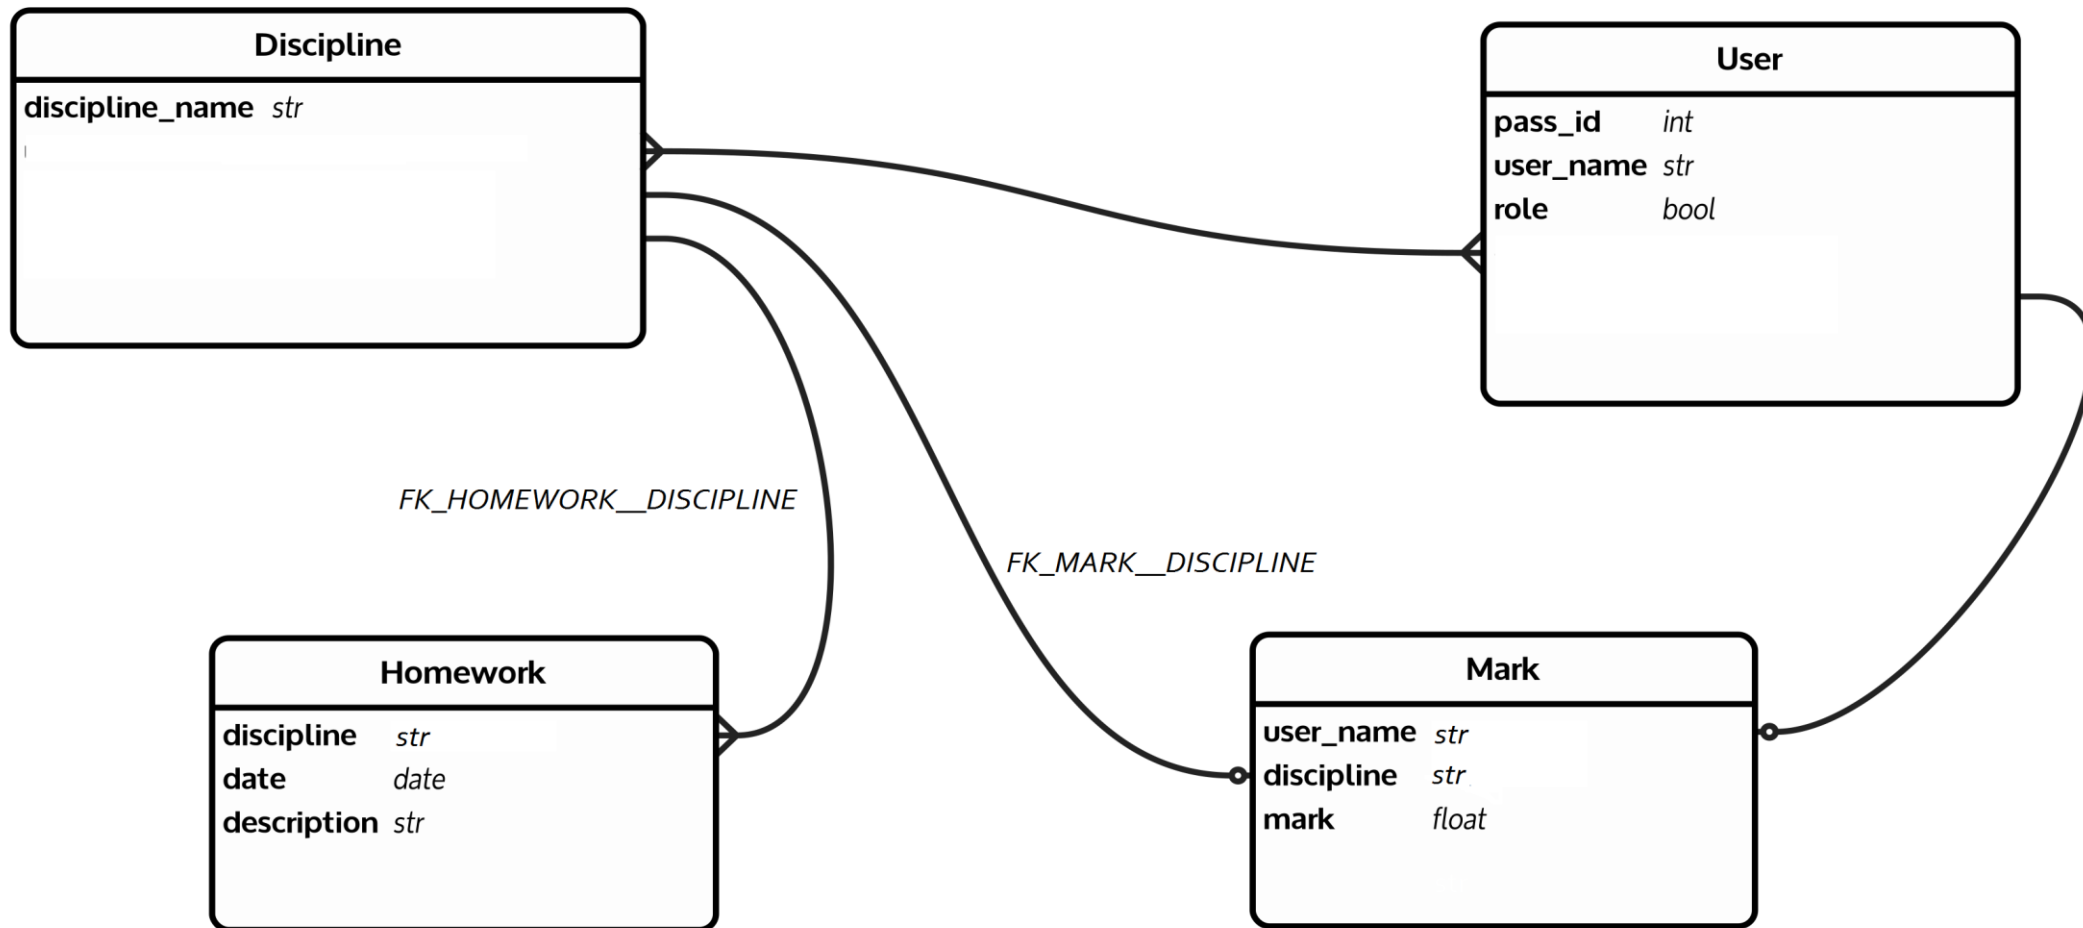 Discipline
discipline_name str
User
pass_id int
user_name str
role bool
FK_HOMEWORK__DISCIPLINE
FK_MARK__DISCIPLINE
Homework
discipline str
date date
description str
Mark
user_name str
discipline str
mark float